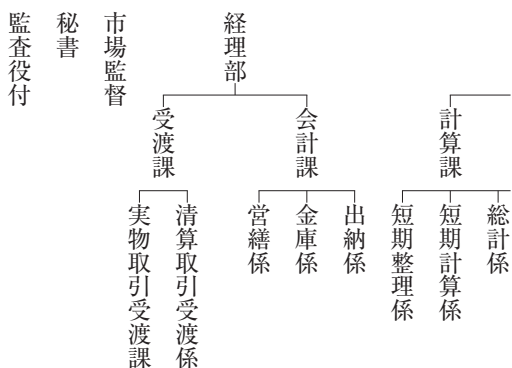 計算課
総計係
短期計算係
短期整理係
経理部
会計課
出納係
金庫係
営繕係
受渡課
清算取引受渡係
実物取引受渡課
市場監督
秘書
監査役付